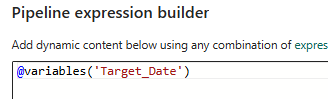 Pipeline expression builder
Add dynamic content below using any combination of expres
@variables('Target_Date')